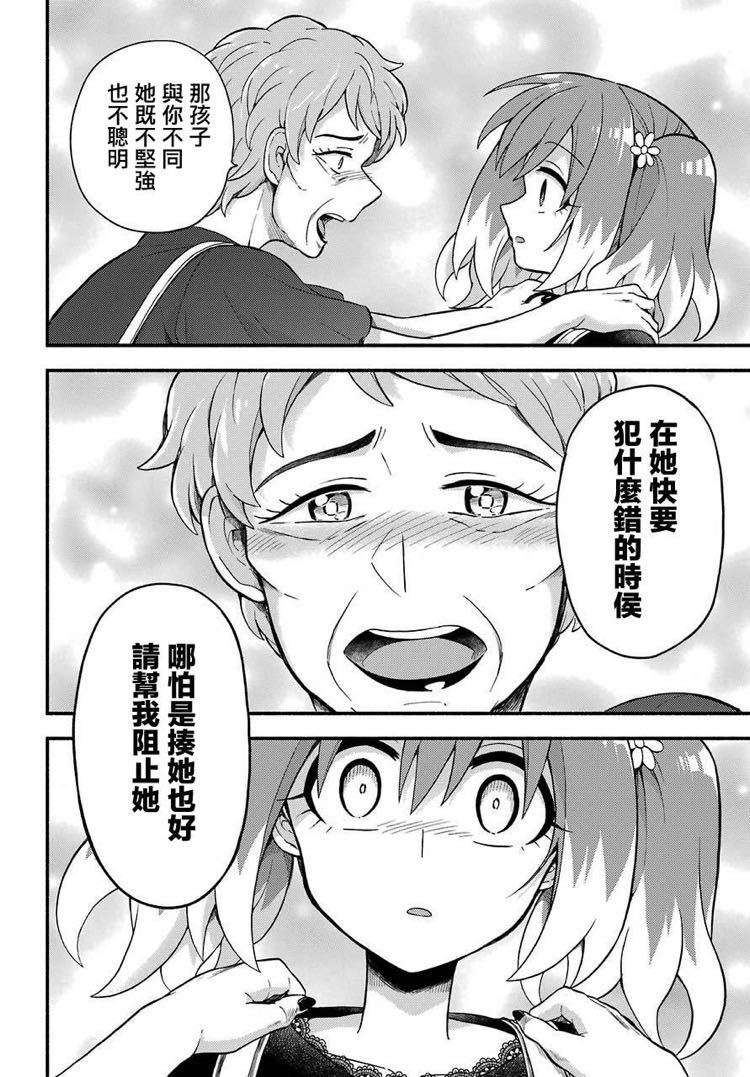 那孩子
與你不同
她既不堅強
也不聰明
在她快要
犯什麼錯的時侯
哪怕是揍她也好
請幫我阻止她